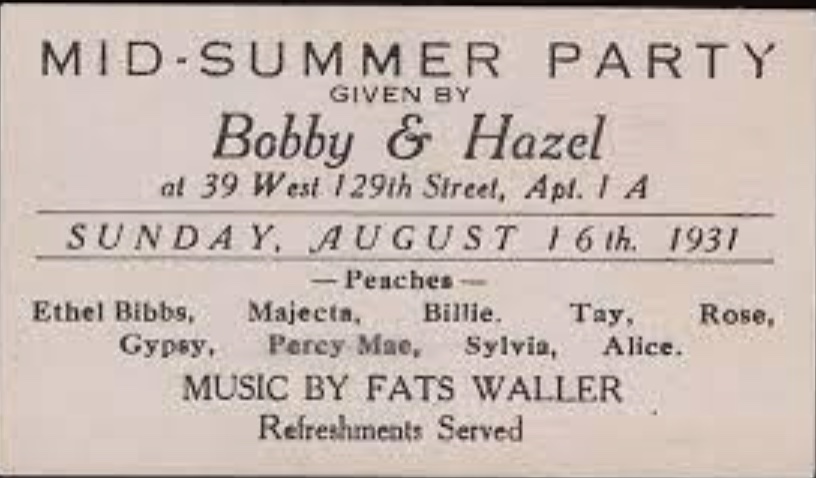 MID-SUMMER PARTY
GIVEN BY
Bobby & Hazel
at 39 West 129th Street, Apt. 1 A
SUNDAY, AUGUST 16th. 1931
— Peaches —
Ethel Bibbs, Majecta, Billie. Tay, Rose,
Gypsy, Percy Mae, Sylvia, Alice.
MUSIC BY FATS WALLER
Refreshments Served